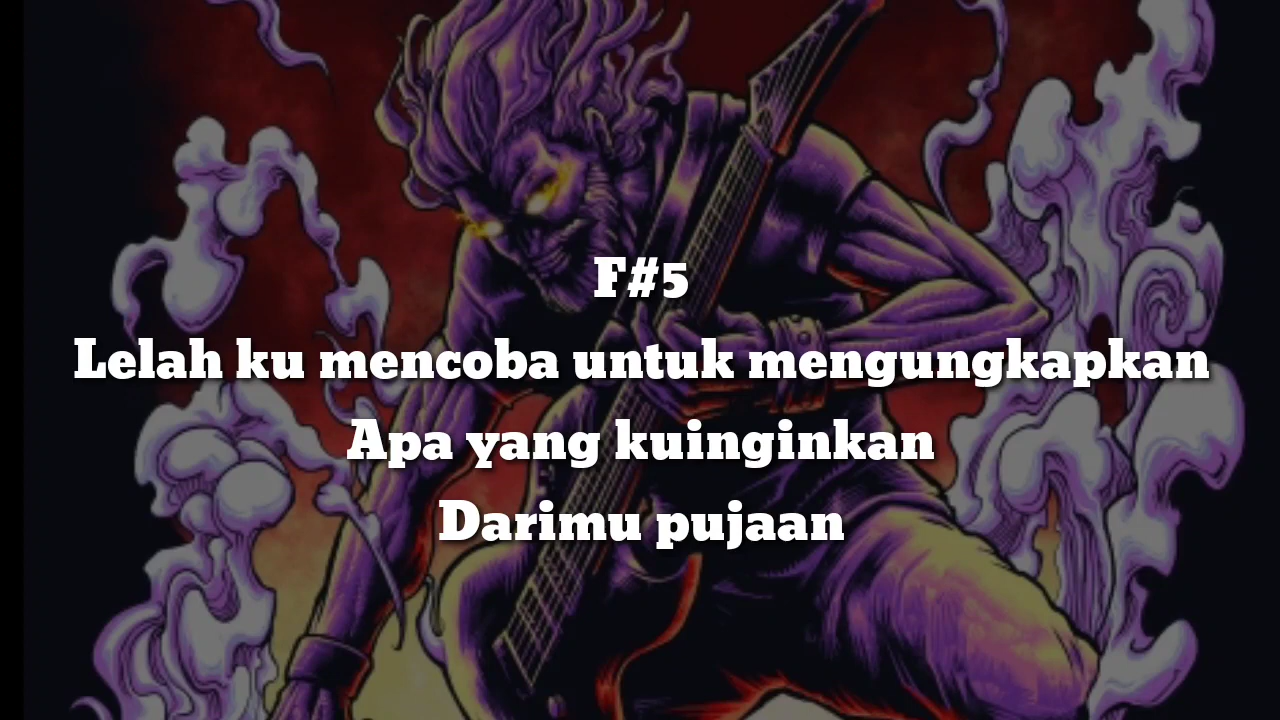 F#5
Lelah ku mencoba untuk mengungkapkan
Apa yang kuinginkan
Darimu pujaan